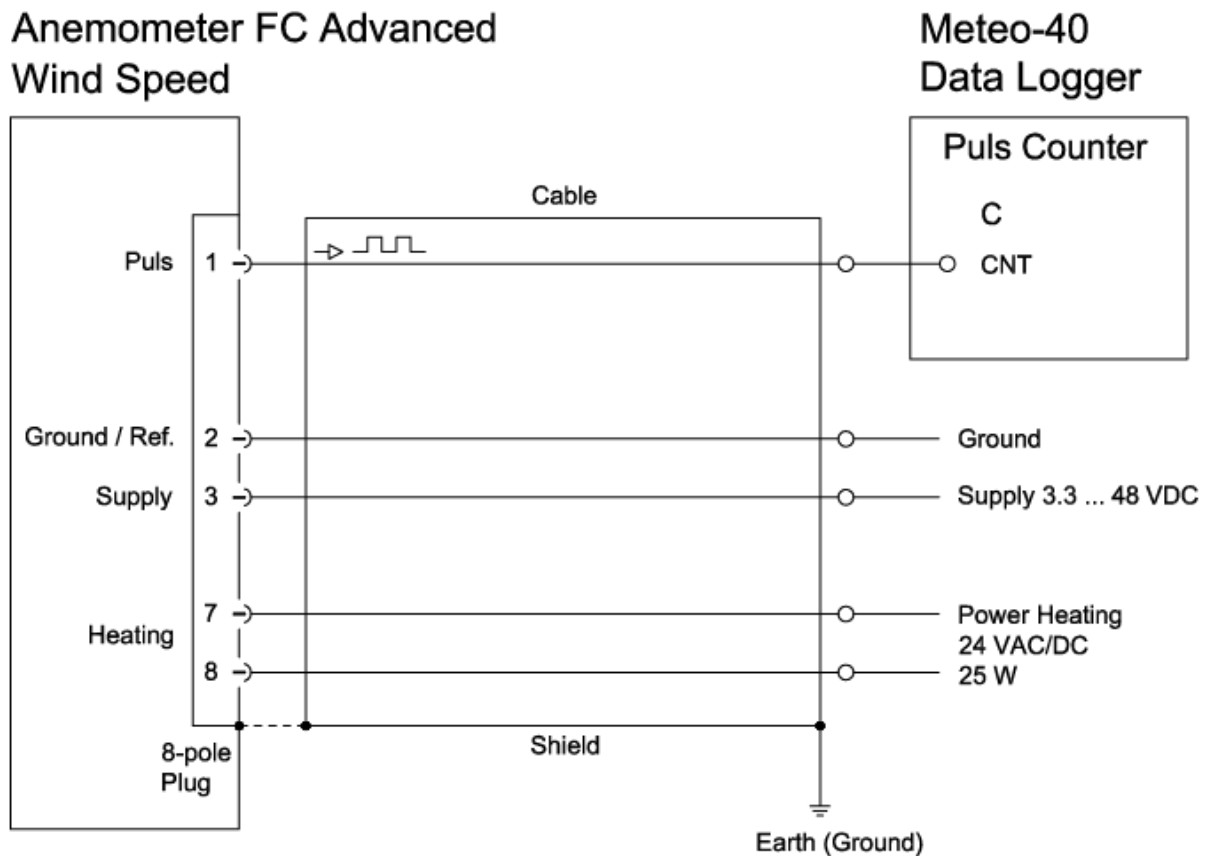 Anemometer FC Advanced
Wind Speed
Meteo-40
Data Logger
Puls Counter
Cable
C
Puls 1
CNT
Ground / Ref. 2
Ground
Supply 3
Supply 3.3 ... 48 VDC
7
Heating
8
Power Heating
24 VAC/DC
25 W
8-pole
Plug
Shield
Earth (Ground)